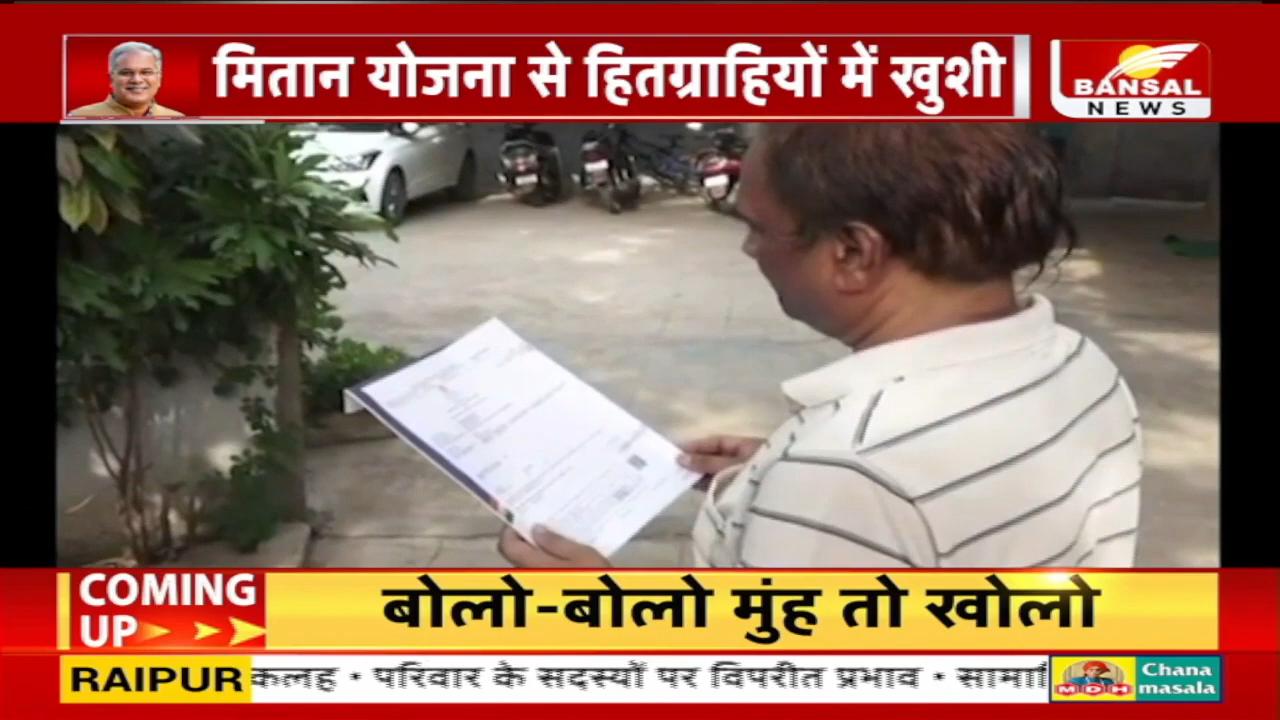 मितान योजना से हितग्राहियों में खुशी
BANSAL
NEWS
COMING
UP
बोलो-बोलो मुंह तो खोलो
RAIPUR
कलह • परिवार के सदस्यों पर विपरीत प्रभाव •
MDH
Chana
masala